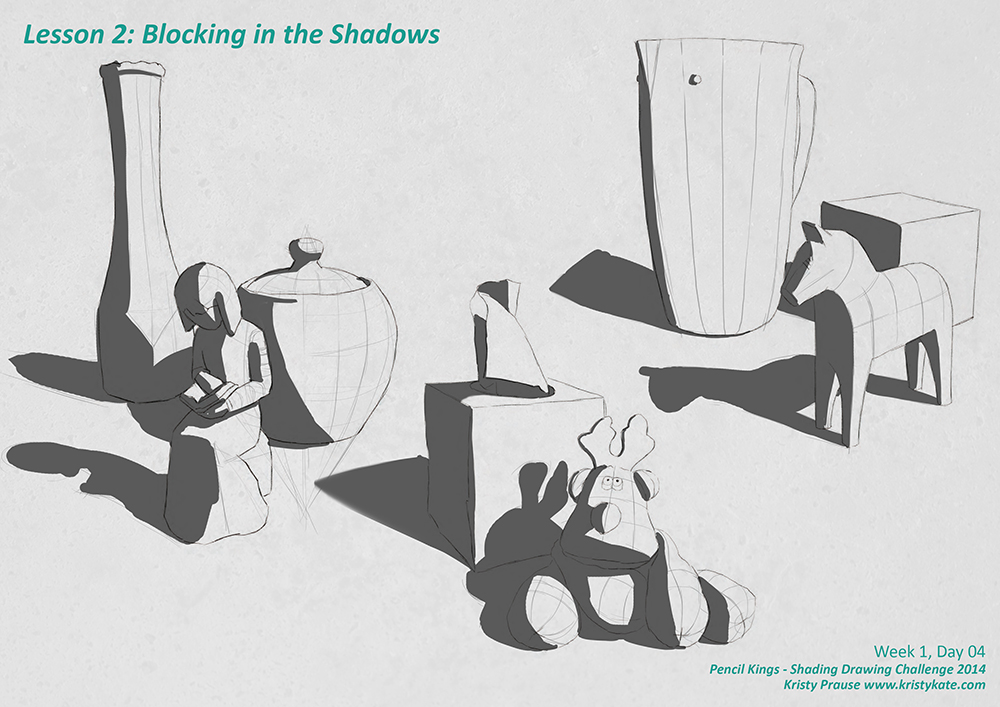 Lesson 2: Blocking in the Shadows
Week 1, Day 04
Pencil Kings - Shading Drawing Challenge 2014
Kristy Prause www.kristykate.com